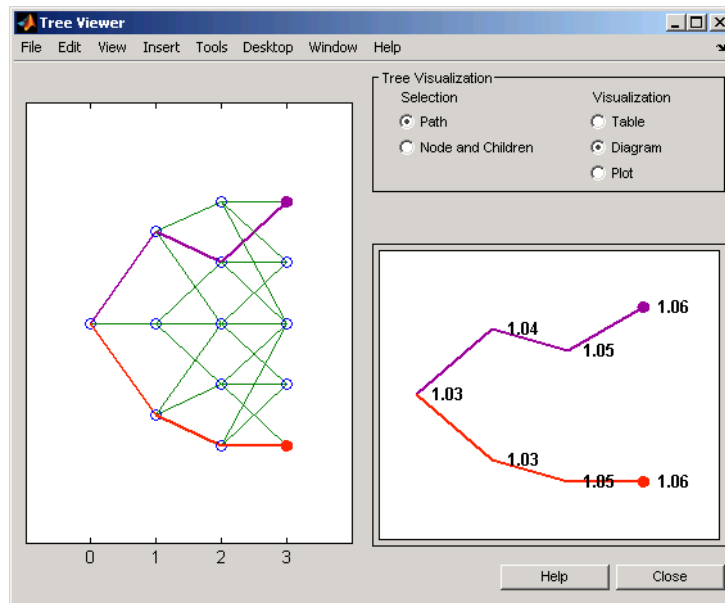 Tree Viewer
File Edit View Insert Tools Desktop Window Help
Tree Visualization
Selection Visualization
Path Table
Node and Children Diagram
Plot
0 1 2 3
1.06
1.04
1.05
1.03
1.03
1.05 1.06
Help Close